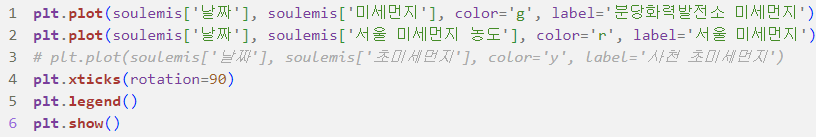 1 plt.plot(soulemis['날짜'], soulemis['미세먼지'], color='g', label='분당화력발전소 미세먼지')
2 plt.plot(soulemis['날짜'], soulemis['서울 미세먼지 농도'], color='r', label='서울 미세먼지')
3 # plt.plot(soulemis['날짜'], soulemis['초미세먼지'], color='y', label='사천 초미세먼지')
4 plt.xticks(rotation=90)
5 plt.legend()
6 plt.show()